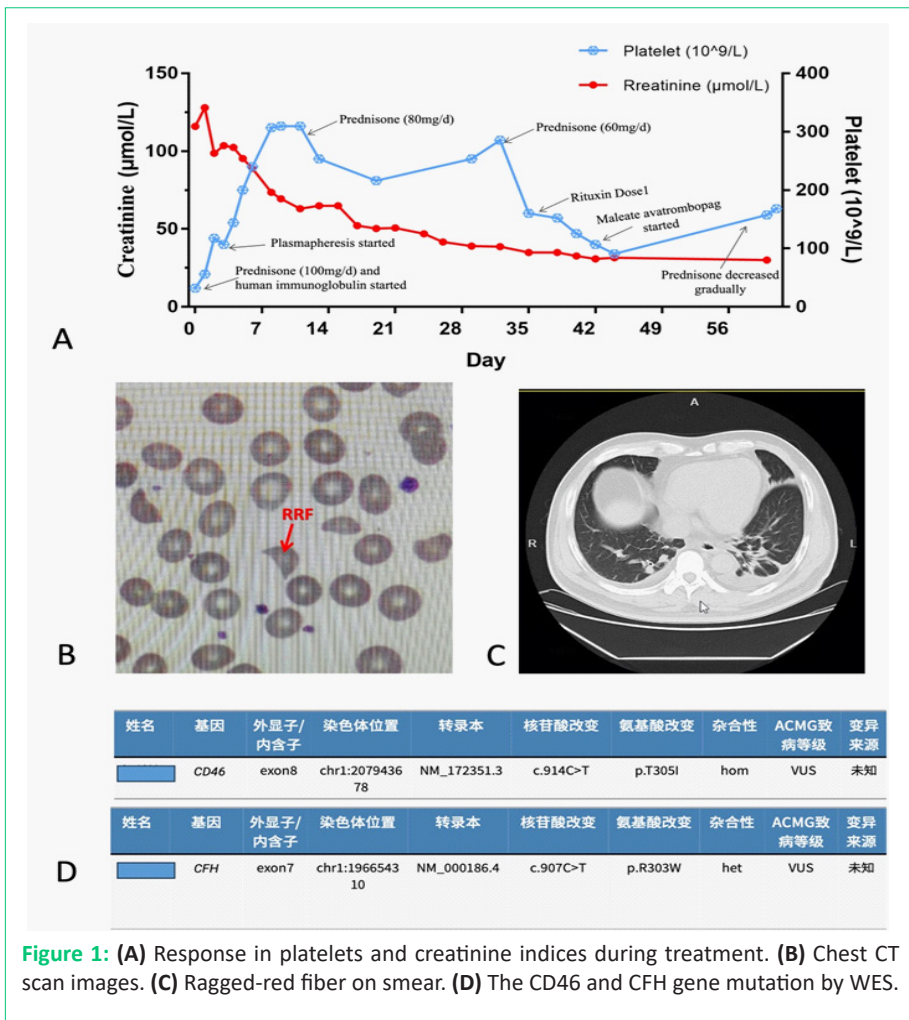 Platelet (10^9/L)
Rreatinine (μmol/L)
150
100
50
0
Creatinine (μmol/L)
400
300
200
100
0
Platelet (10^9/L)
Prednisone (80mg/d)
Prednisone (60mg/d)
Rituxin Dose1
Maleate avatrombopag
started
Plasmapheresis started
Prednisone (100mg/d) and
human immunoglobulin started
Prednisone decreased
gradually
0 7 14 21 28 35 42 49 56
Day
A
RRF
B
A
R
L
C
姓名 基因 外显子/ 染色体位置 转录本 核苷酸改变 氨基酸改变 杂合性 ACMG致 变异
内含子 病等级 来源
CD46 exon8 chr1:2079436 NM_172351.3 c.914C>T p.T305I hom VUS 未知
78
姓名 基因 外显子/ 染色体位置 转录本 核苷酸改变 氨基酸改变 杂合性 ACMG致 变异
内含子 病等级 来源
CFH exon7 chr1:1966543 NM_000186.4 c.907C>T p.R303W het VUS 未知
10
D
Figure 1: (A) Response in platelets and creatinine indices during treatment. (B) Chest CT
scan images. (C) Ragged-red fiber on smear. (D) The CD46 and CFH gene mutation by WES.